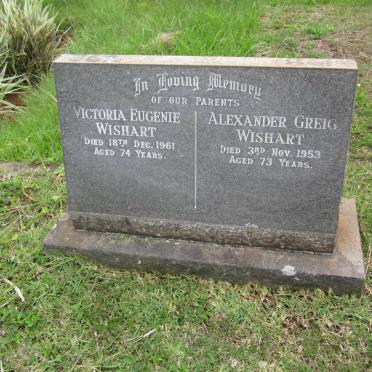 In Loving Memory
OF OUR PARENTS
VICTORIA EUGENIE
WISHART
DIED 18TH DEC. 1961
AGED 74 YEARS.
ALEXANDER GREIG
WISHART
DIED 3RD NOV. 1953
AGED 73 YEARS.